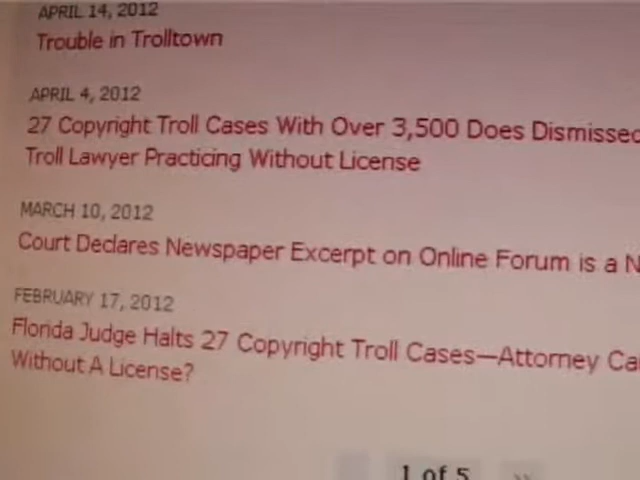 APRIL 14, 2012
Trouble in Trolltown
APRIL 4, 2012
27 Copyright Troll Cases With Over 3,500 Does Dismissed
Troll Lawyer Practicing Without License
MARCH 10, 2012
Court Declares Newspaper Excerpt on Online Forum is a N
FEBRUARY 17, 2012
Florida Judge Halts 27 Copyright Troll Cases—Attorney Ca
Without A License?
1 of 5 »